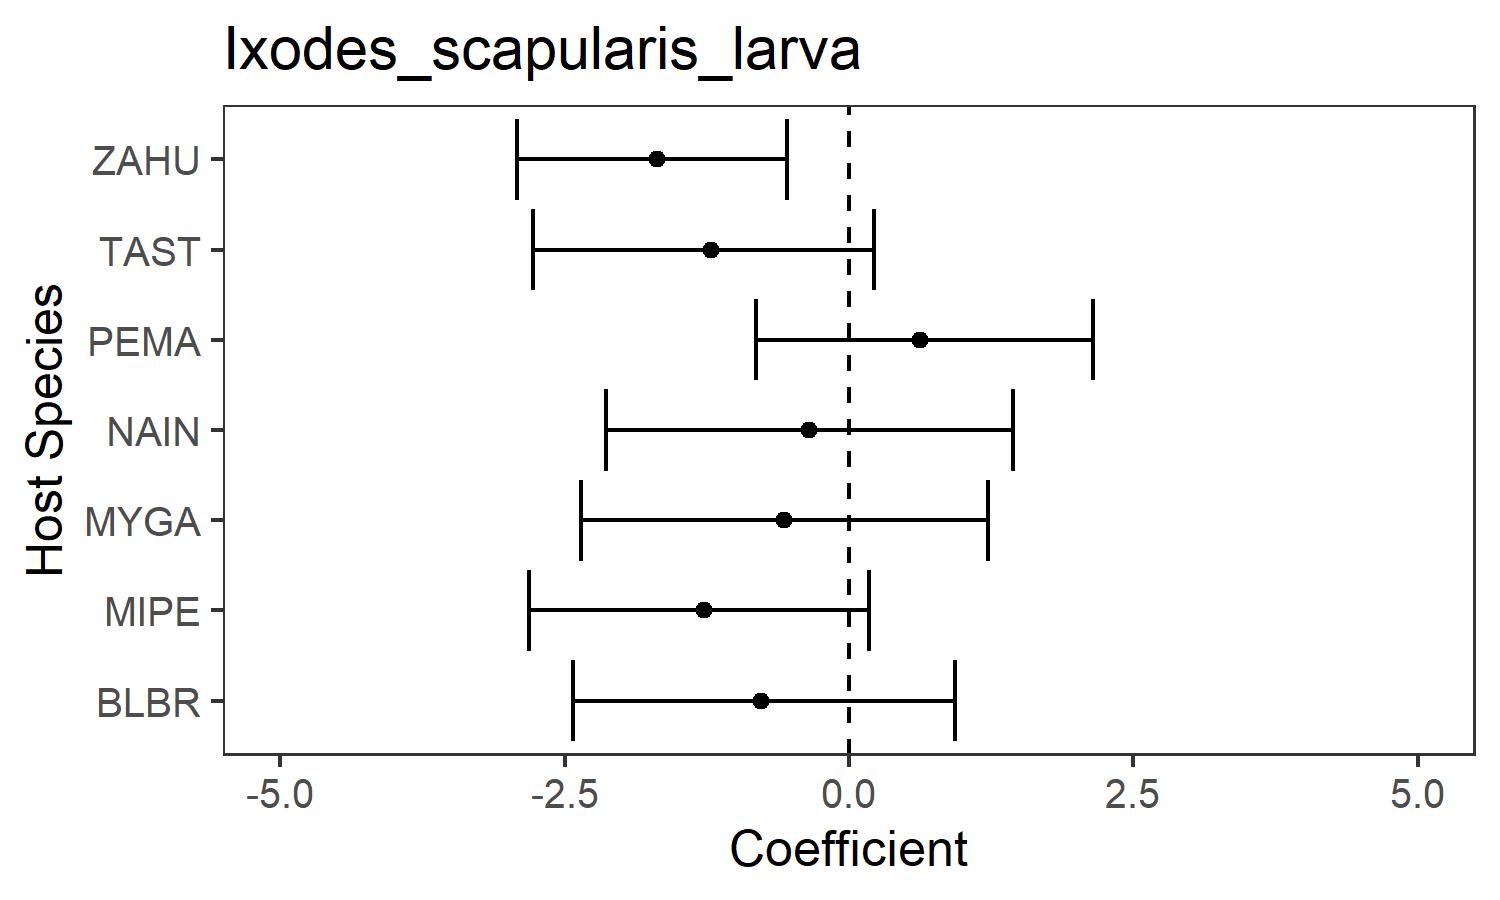 Ixodes_scapularis_larva
Host Species
ZAHU
TAST
PEMA
NAIN
MYGA
MIPE
BLBR
-5.0 -2.5 0.0 2.5 5.0
Coefficient